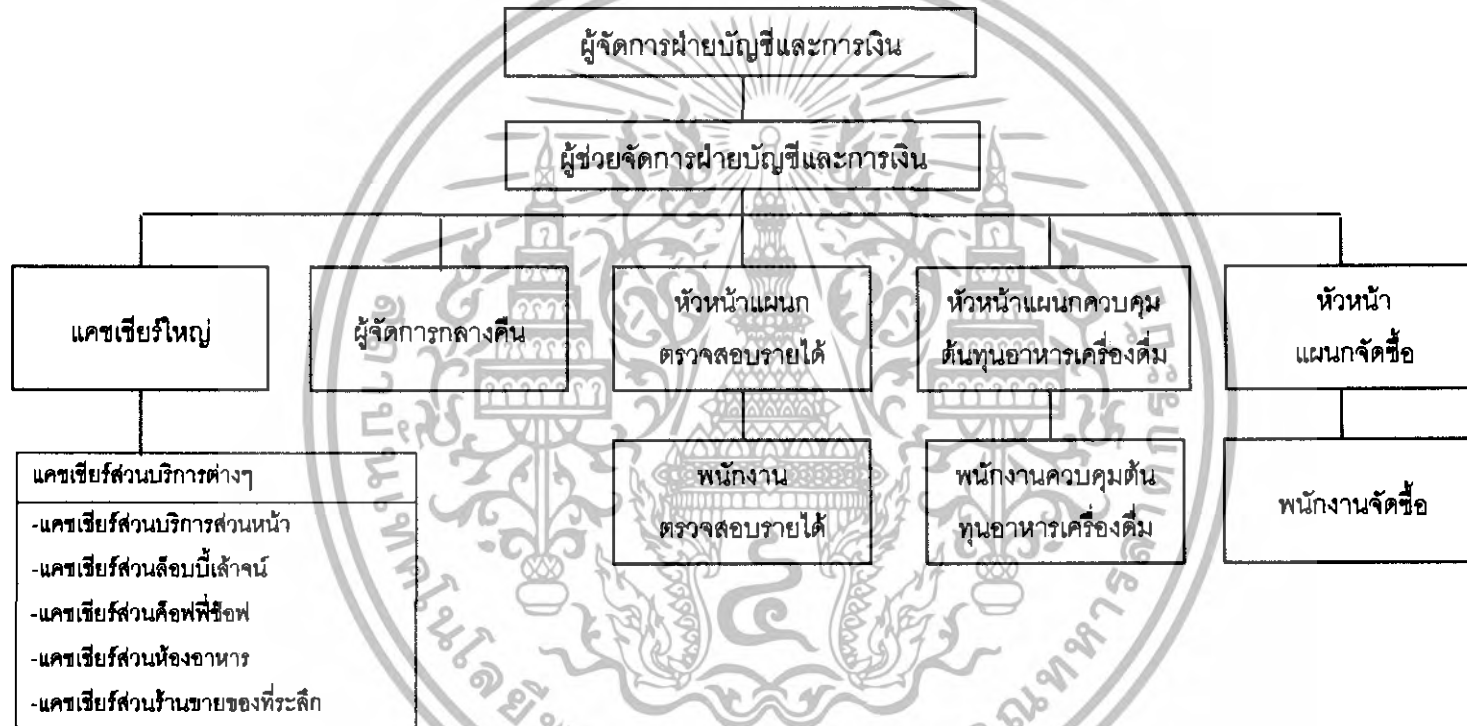 ผู้จัดการฝ่ายบัญชีและการเงิน
ผู้ช่วยจัดการฝ่ายบัญชีและการเงิน
แคชเชียร์ใหญ่
ผู้จัดการกลางคืน
หัวหน้าแผนก
ตรวจสอบรายได้
หัวหน้าแผนกควบคุม
ต้นทุนอาหารเครื่องดื่ม
หัวหน้า
แผนกจัดซื้อ
แคชเชียร์ส่วนบริการต่างๆ
-แคชเชียร์ส่วนบริการส่วนหน้า
-แคชเชียร์ส่วนล็อบบี้เล้าจน์
-แคชเชียร์ส่วนค็อฟฟี่ช็อฟ
-แคชเชียร์ส่วนห้องอาหาร
-แคชเชียร์ส่วนร้านขายของที่ระลึก
พนักงาน
ตรวจสอบรายได้
พนักงานควบคุมต้น
ทุนอาหารเครื่องดื่ม
พนักงานจัดซื้อ